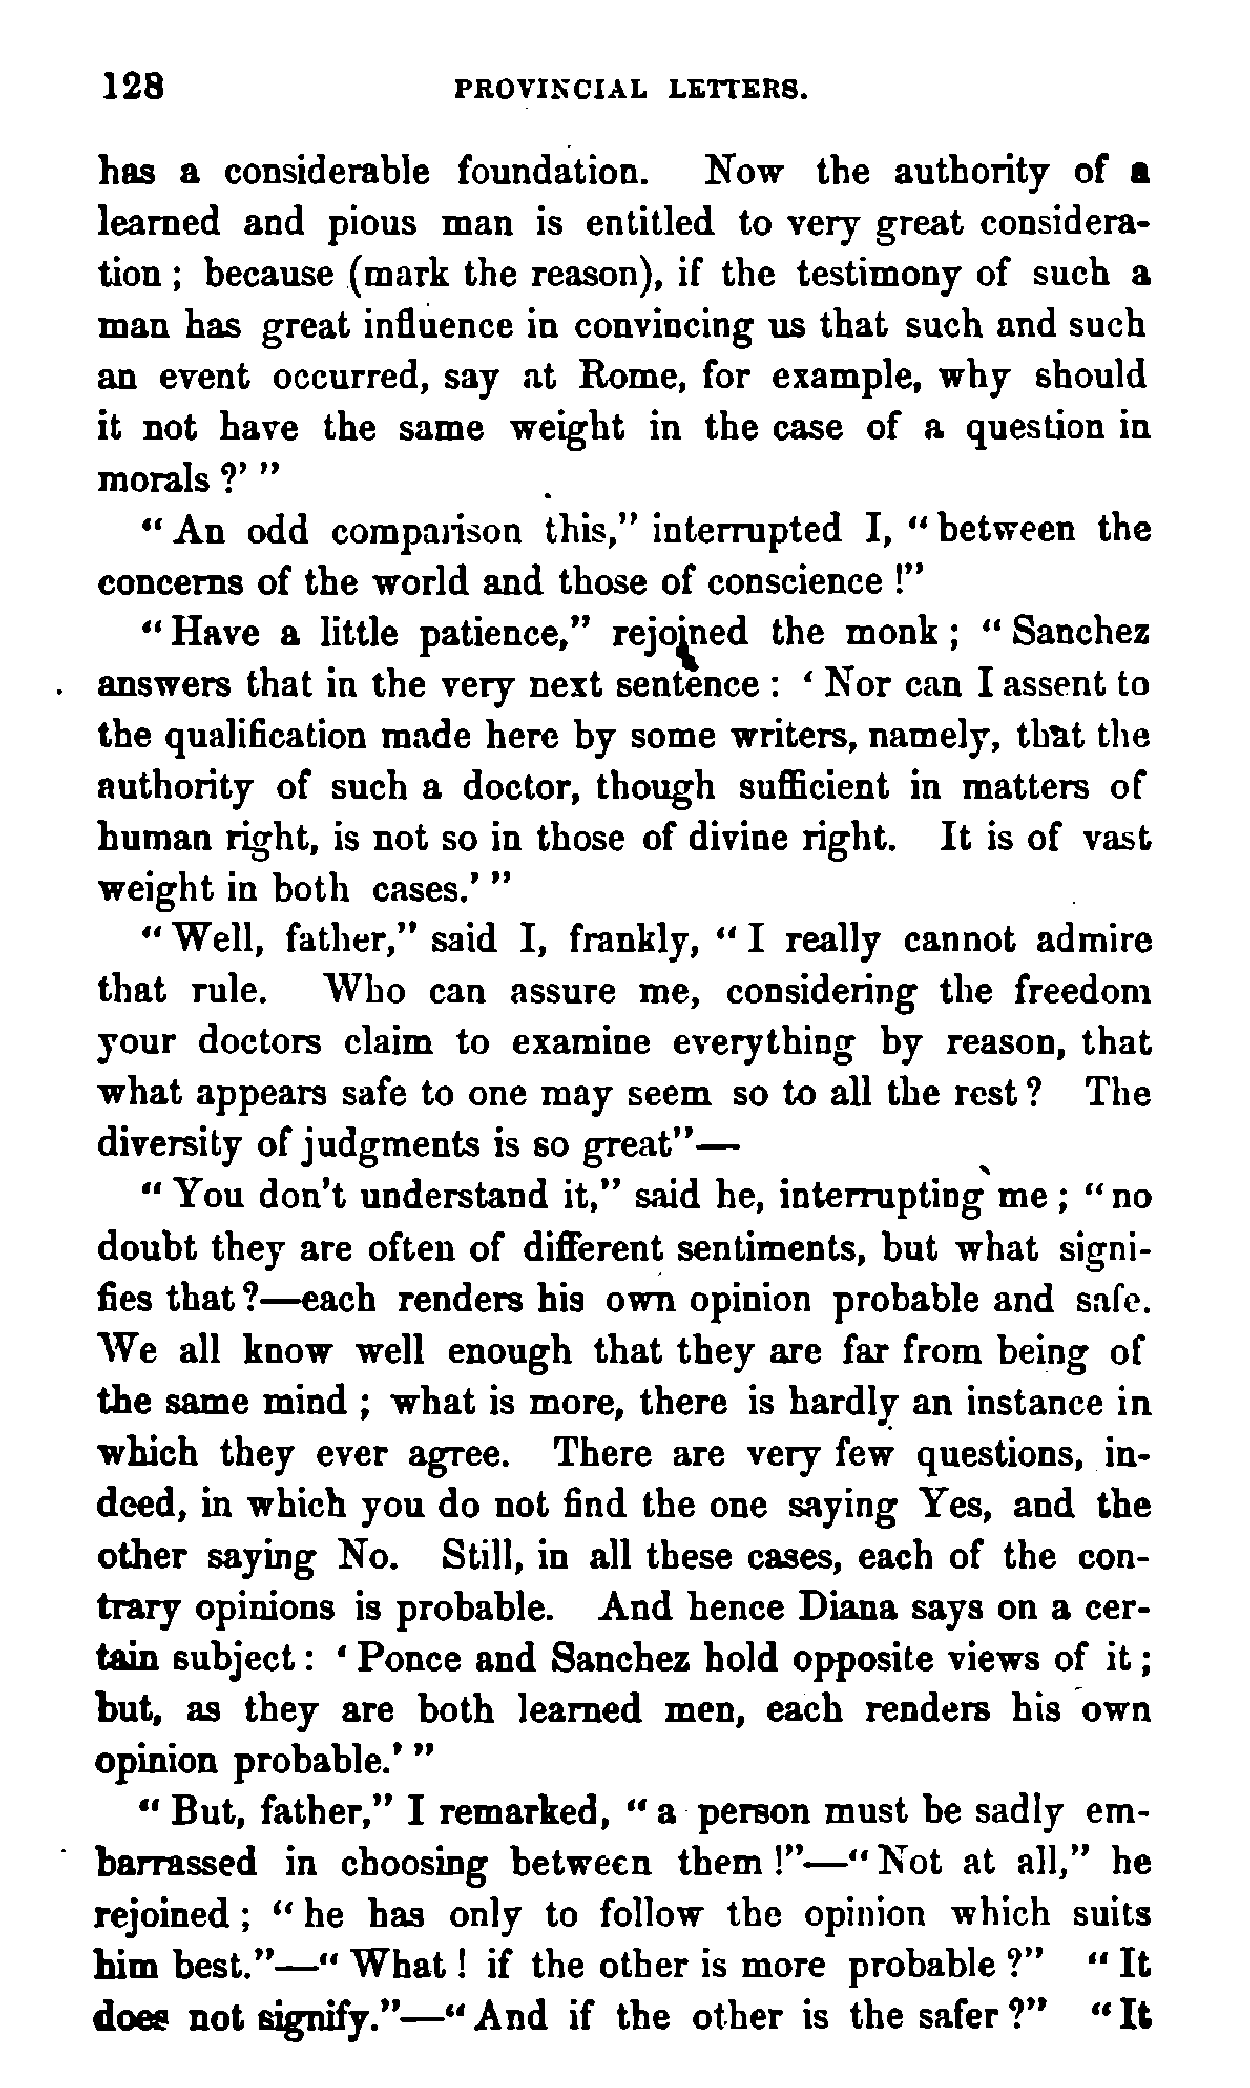 128 PROVINCIAL LETTERS.
has a considerable foundation. Now the authority of a
learned and pious man is entitled to very great considera-
tion ; because (mark the reason), if the testimony of such a
man has great influence in convincing us that such and such
an event occurred, say at Rome, for example, why should
it not have the same weight in the case of a question in
morals ?' "
" An odd comparison this," interrupted I, " between the
concerns of the world and those of conscience !"
" Have a little patience," rejoined the monk ; " Sanchez
answers that in the very next sentence : ' Nor can I assent to
the qualification made here by some writers, namely, that the
authority of such a doctor, though sufficient in matters of
human right, is not so in those of divine right. It is of vast
weight in both cases.' "
" Well, father," said I, frankly, " I really cannot admire
that rule. Who can assure me, considering the freedom
your doctors claim to examine everything by reason, that
what appears safe to one may seem so to all the rest ? The
diversity of judgments is so great"—
" You don't understand it," said he, interrupting me ; " no
doubt they are often of different sentiments, but what signi-
fies that ?—each renders his own opinion probable and safe.
We all know well enough that they are far from being of
the same mind ; what is more, there is hardly an instance in
which they ever agree. There are very few questions, in-
deed, in which you do not find the one saying Yes, and the
other saying No. Still, in all these cases, each of the con-
trary opinions is probable. And hence Diana says on a cer-
tain subject : ' Ponce and Sanchez hold opposite views of it ;
but, as they are both learned men, each renders his own
opinion probable.' "
" But, father," I remarked, " a person must be sadly em-
barrassed in choosing between them !"—" Not at all," he
rejoined ; " he has only to follow the opinion which suits
him best."—" What ! if the other is more probable ?" " It
does not signify."—" And if the other is the safer ?" " It